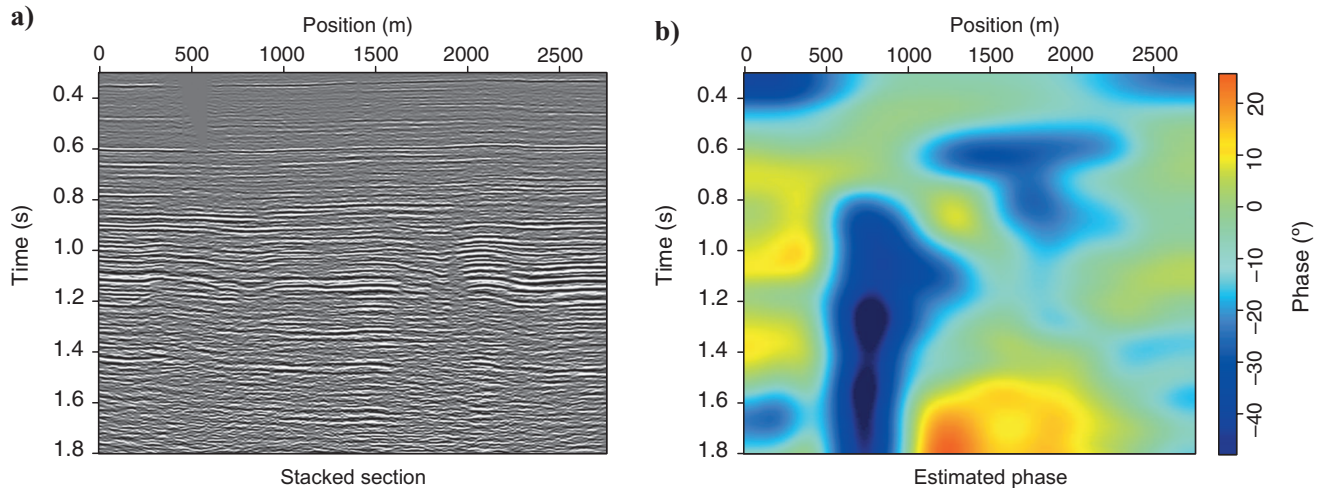 a)
Position (m)
0 500 1000 1500 2000 2500
Time (s)
0.4
0.6
0.8
1.0
1.2
1.4
1.6
1.8
Stacked section
b)
Position (m)
0 500 1000 1500 2000 2500
Time (s)
0.4
0.6
0.8
1.0
1.2
1.4
1.6
1.8
Estimated phase
20
10
0
−10
−20
−30
−40
Phase (°)